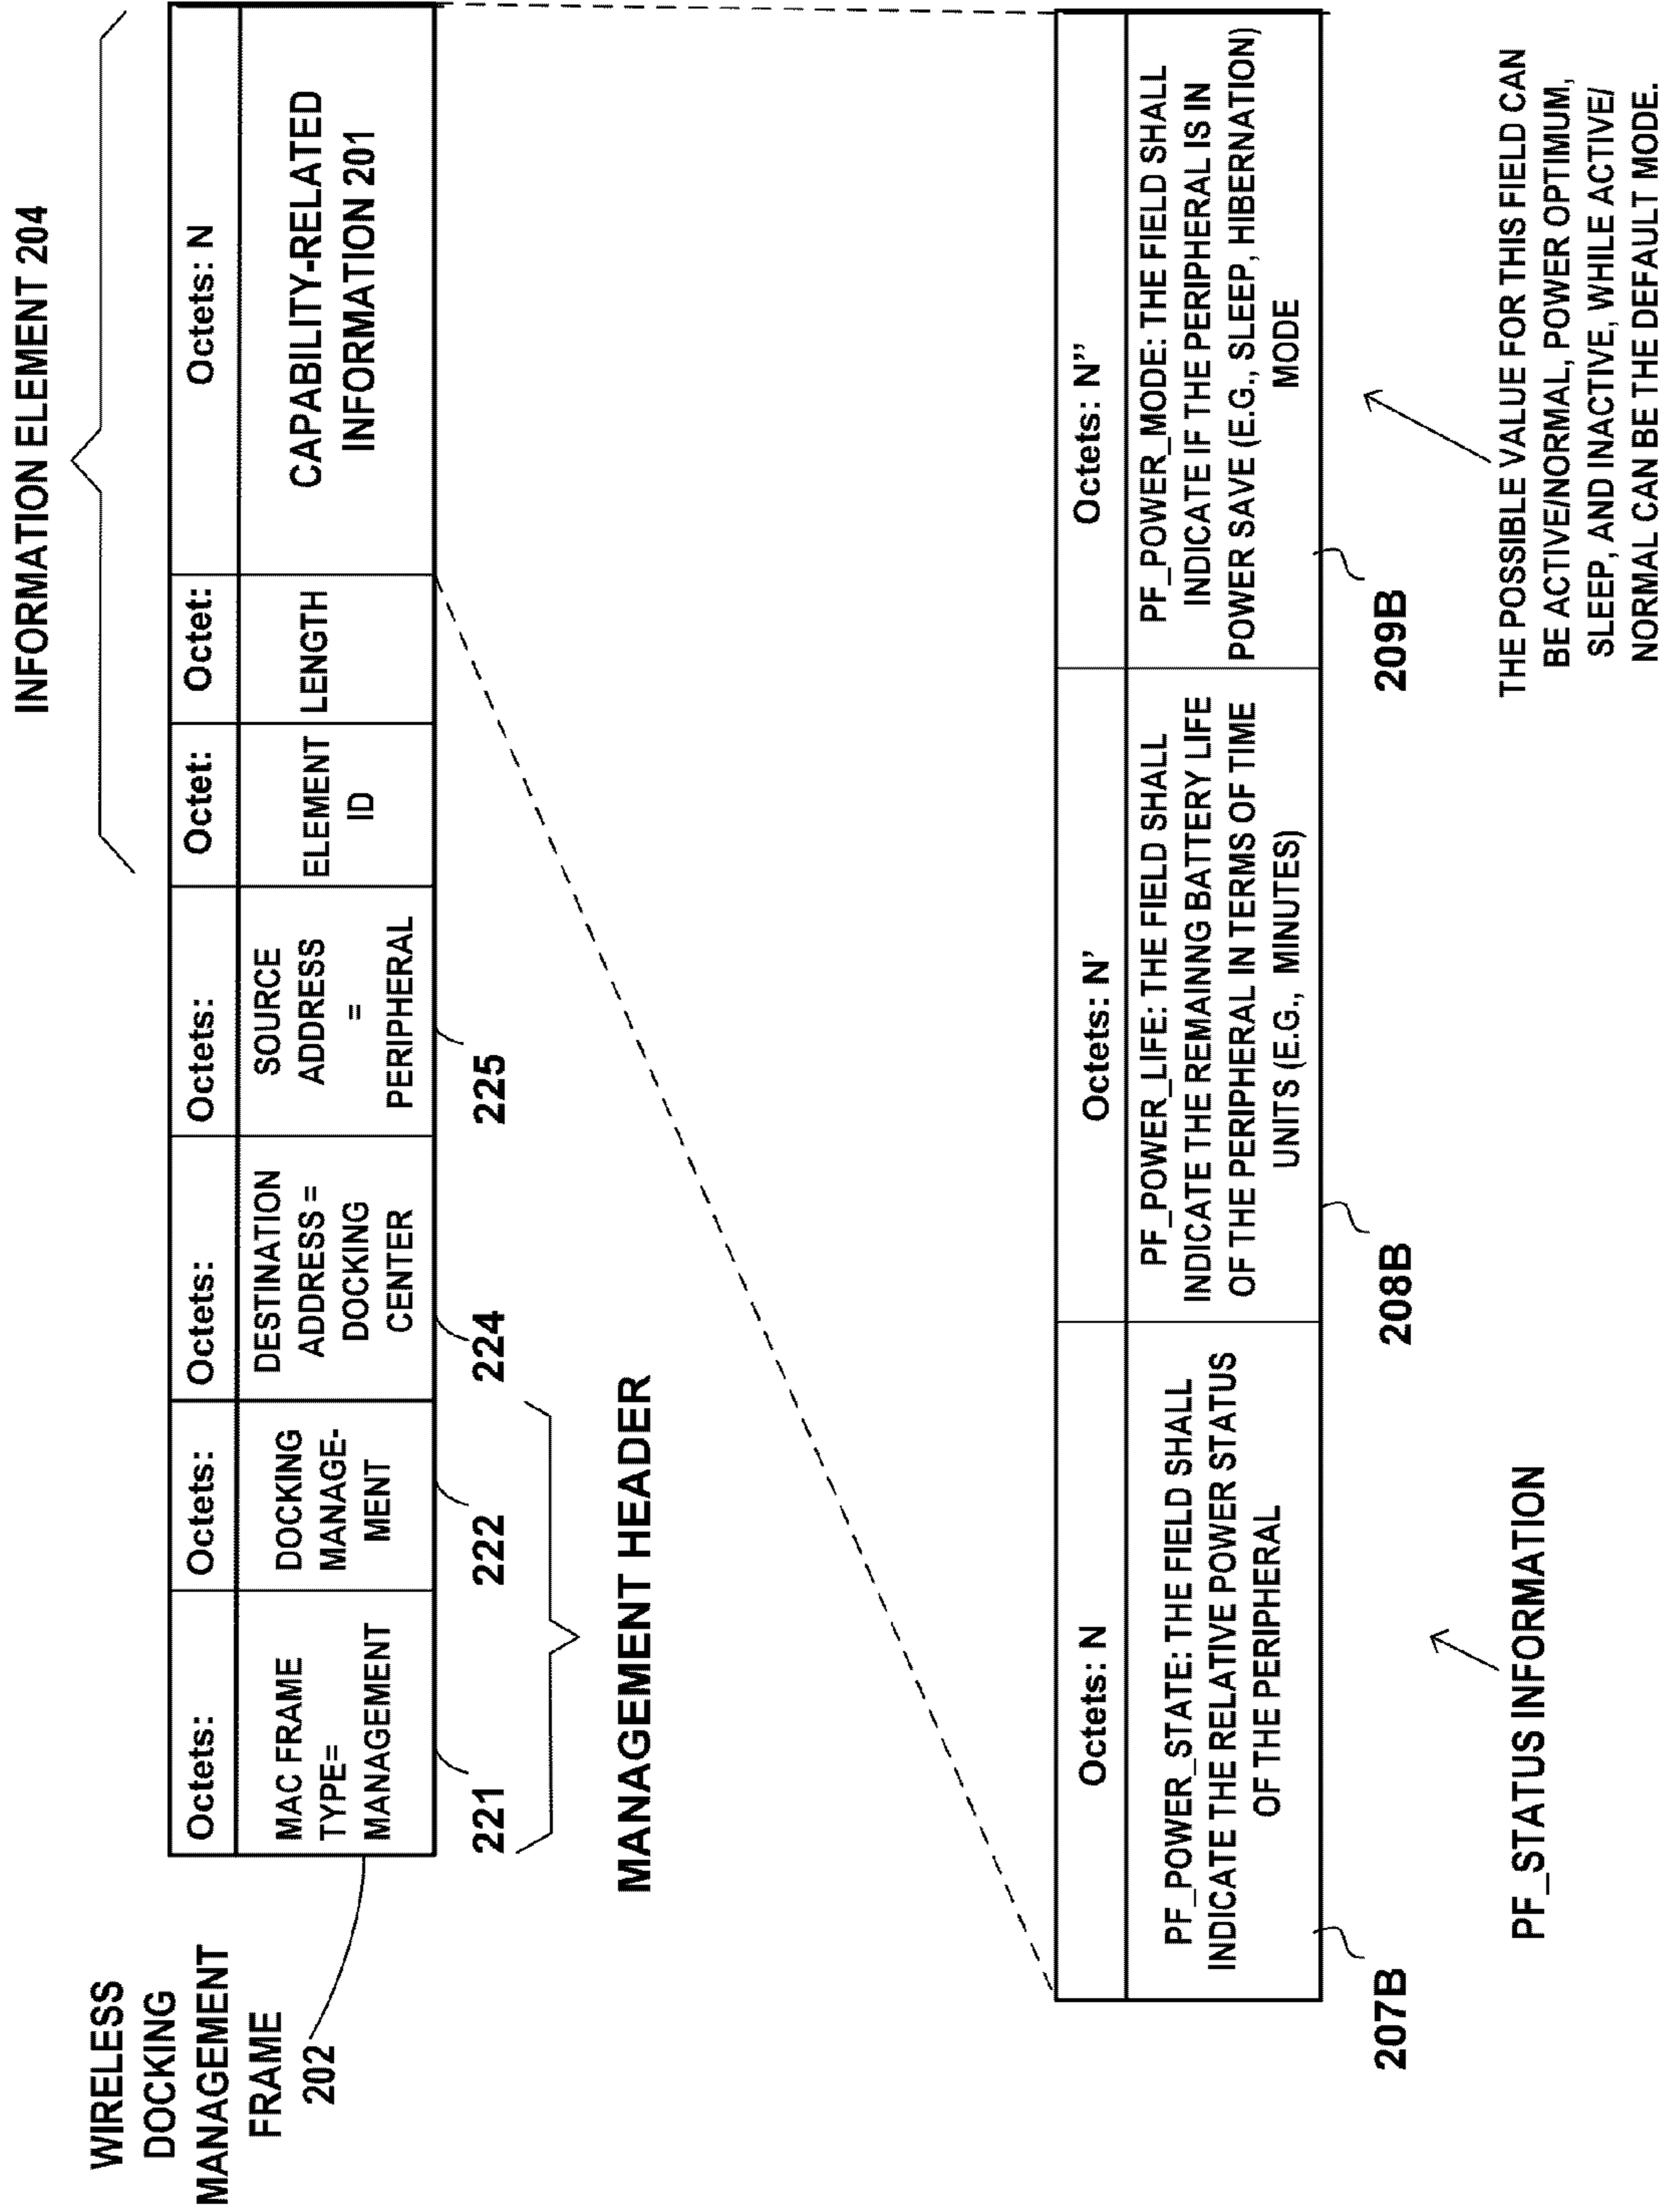 INFORMATION ELEMENT 204
WIRELESS
DOCKING
MANAGEMENT
FRAME
202
Octets:
MAC FRAME
TYPE=
MANAGEMENT
221
Octets:
DOCKING
MANAGE-
MENT
222
Octets:
DESTINATION
ADDRESS =
DOCKING
CENTER
224
Octets:
SOURCE
ADDRESS
=
PERIPHERAL
225
Octet:
ELEMENT
ID
Octet:
LENGTH
Octets: N
CAPABILITY-RELATED
INFORMATION 201
MANAGEMENT HEADER
Octets: N
PF_POWER_STATE: THE FIELD SHALL
INDICATE THE RELATIVE POWER STATUS
OF THE PERIPHERAL
207B
Octets: N'
PF_POWER_LIFE: THE FIELD SHALL
INDICATE THE REMAINING BATTERY LIFE
OF THE PERIPHERAL IN TERMS OF TIME
UNITS (E.G., MINUTES)
208B
Octets: N''
PF_POWER_MODE: THE FIELD SHALL
INDICATE IF THE PERIPHERAL IS IN
POWER SAVE (E.G., SLEEP, HIBERNATION)
MODE
209B
PF_STATUS INFORMATION
THE POSSIBLE VALUE FOR THIS FIELD CAN
BE ACTIVE/NORMAL, POWER OPTIMUM,
SLEEP, AND INACTIVE, WHILE ACTIVE/
NORMAL CAN BE THE DEFAULT MODE.